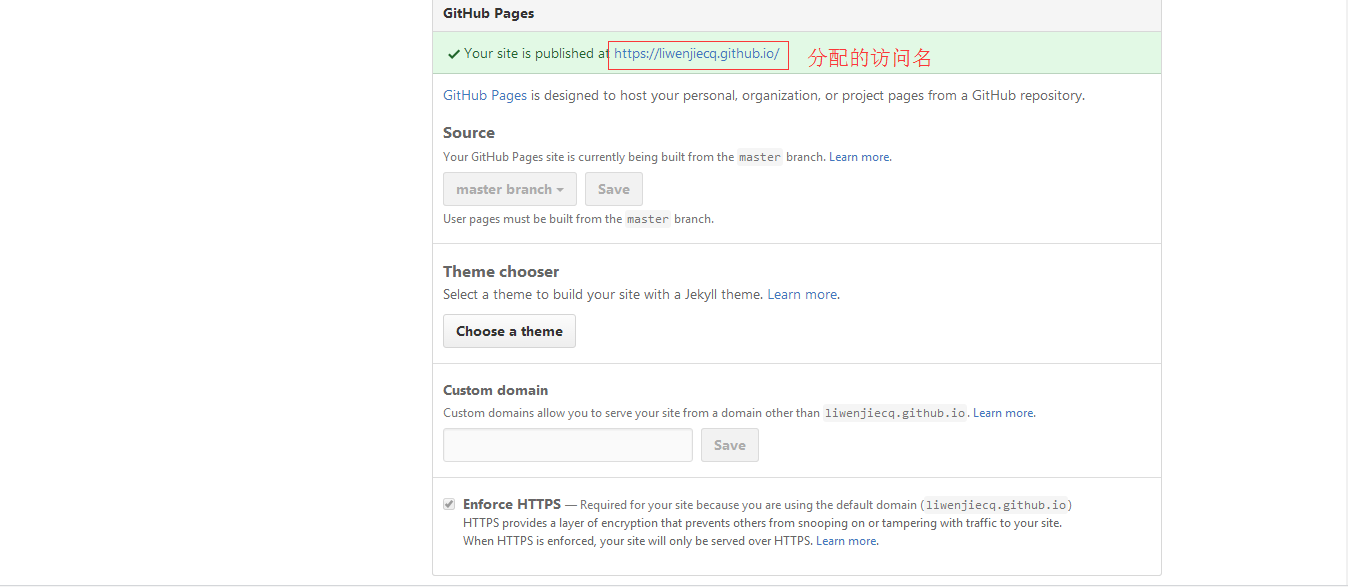 GitHub Pages
Your site is published at https://liwenjiecq.github.io/ 分配的访问名
GitHub Pages is designed to host your personal, organization, or project pages from a GitHub repository.
Source
Your GitHub Pages site is currently being built from the master branch. Learn more.
master branch Save
User pages must be built from the master branch.
Theme chooser
Select a theme to build your site with a Jekyll theme. Learn more.
Choose a theme
Custom domain
Custom domains allow you to serve your site from a domain other than liwenjiecq.github.io. Learn more.
Save
Enforce HTTPS — Required for your site because you are using the default domain (liwenjiecq.github.io)
HTTPS provides a layer of encryption that prevents others from snooping on or tampering with traffic to your site.
When HTTPS is enforced, your site will only be served over HTTPS. Learn more.